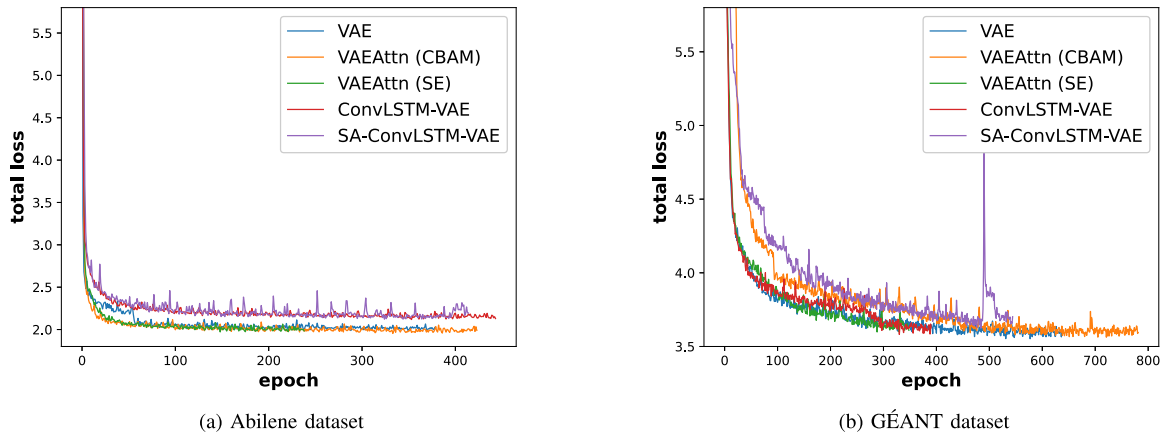 5.5
5.0
4.5
4.0
3.5
3.0
2.5
2.0
total loss
0 100 200 300 400
epoch
VAE
VAEAttn (CBAM)
VAEAttn (SE)
ConvLSTM-VAE
SA-ConvLSTM-VAE
(a) Abilene dataset
5.5
5.0
4.5
4.0
3.5
total loss
0 100 200 300 400 500 600 700 800
epoch
VAE
VAEAttn (CBAM)
VAEAttn (SE)
ConvLSTM-VAE
SA-ConvLSTM-VAE
(b) GÉANT dataset